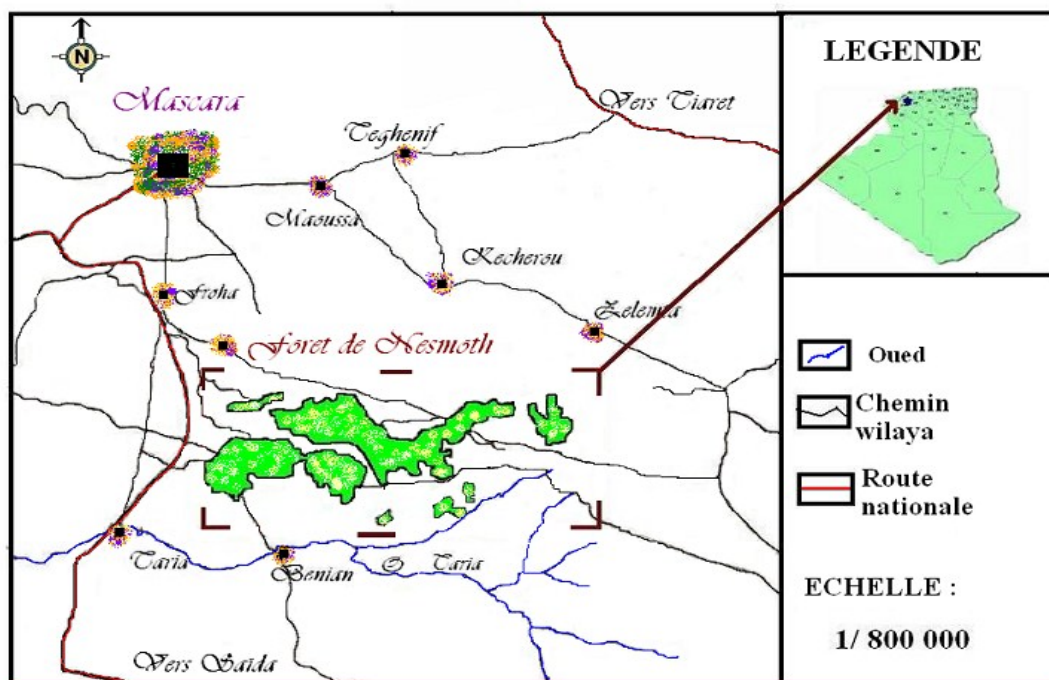 N
Mascara
Teghenif
Vers Tiaret
Maoussa
Kecherou
Froha
Zelemta
Foret de Nesmoth
Taria
Benian
O Taria
Vers Saida
LEGENDE
Oued
Chemin
wilaya
Route
nationale
ECHELLE :
1/ 800 000